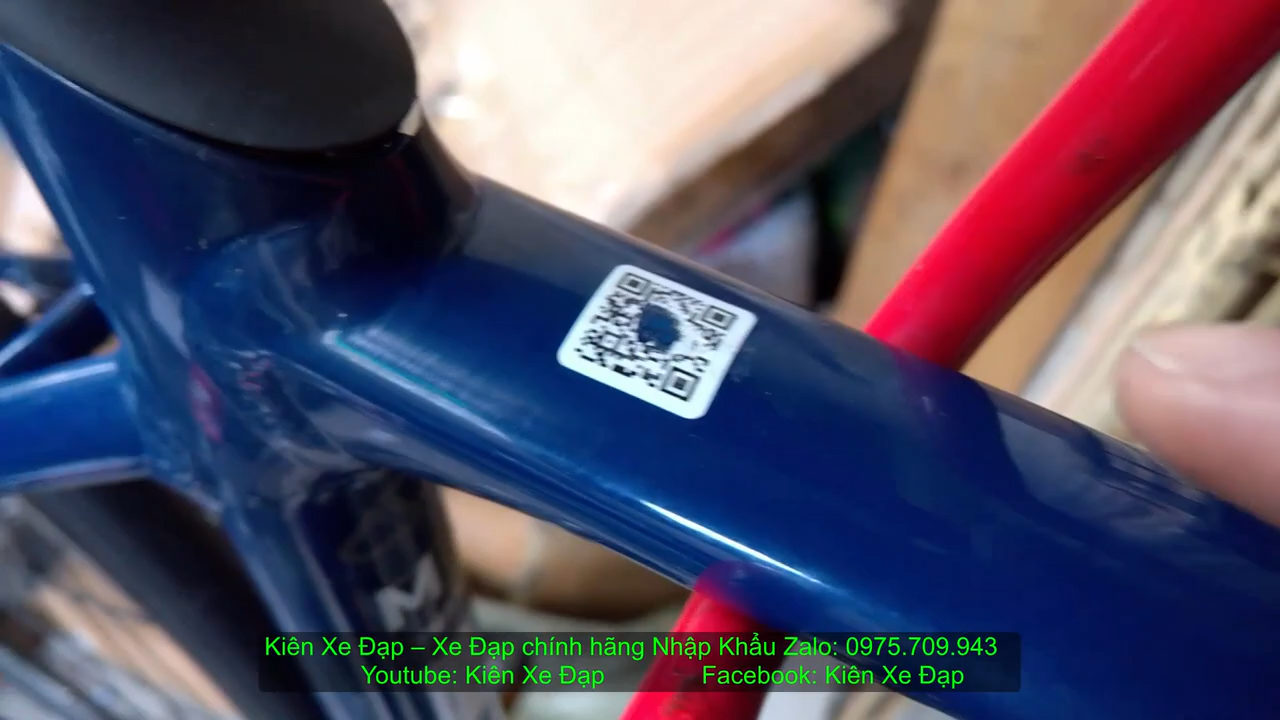 M
Kiên Xe Đạp – Xe Đạp chính hãng Nhập Khẩu Zalo: 0975.709.943
Youtube: Kiên Xe Đạp Facebook: Kiên Xe Đạp